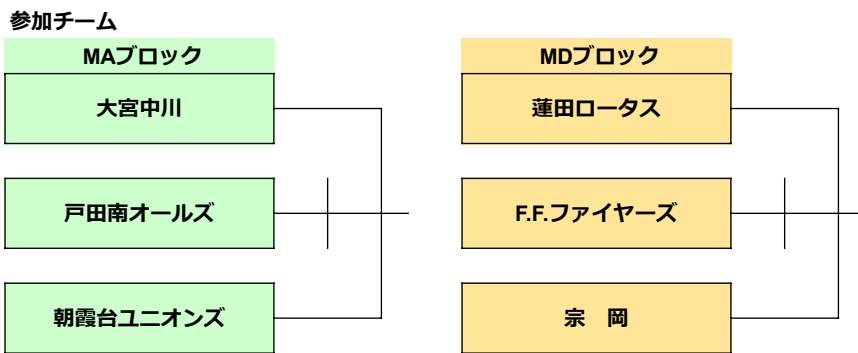 参加チーム
MAブロック
大宮中川
戸田南オールズ
朝霞台ユニオンズ
MDブロック
蓮田ロータス
F.F.ファイヤーズ
宗　岡